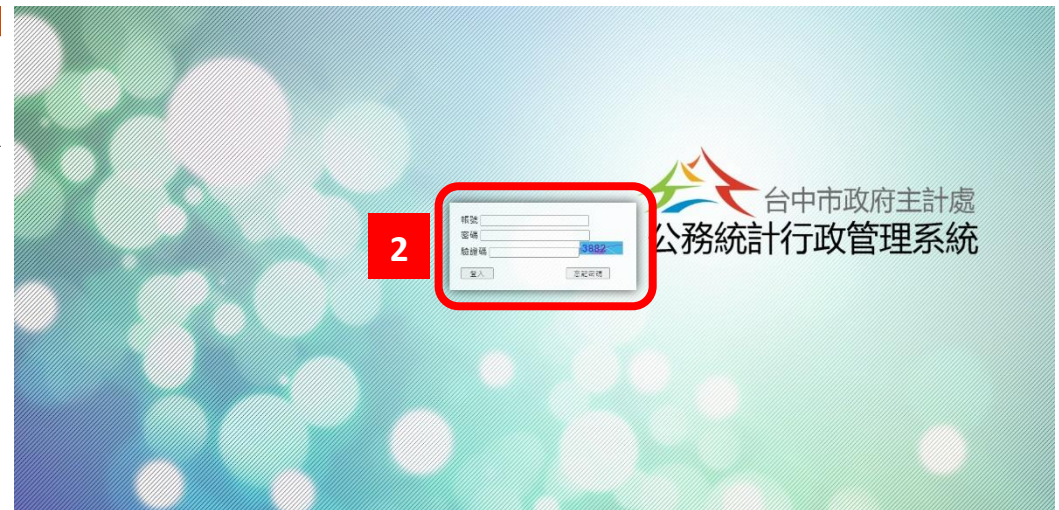 台中市政府主計處
公務統計行政管理系統
2
帳號
密碼
驗證碼 3882
登入 忘記密碼